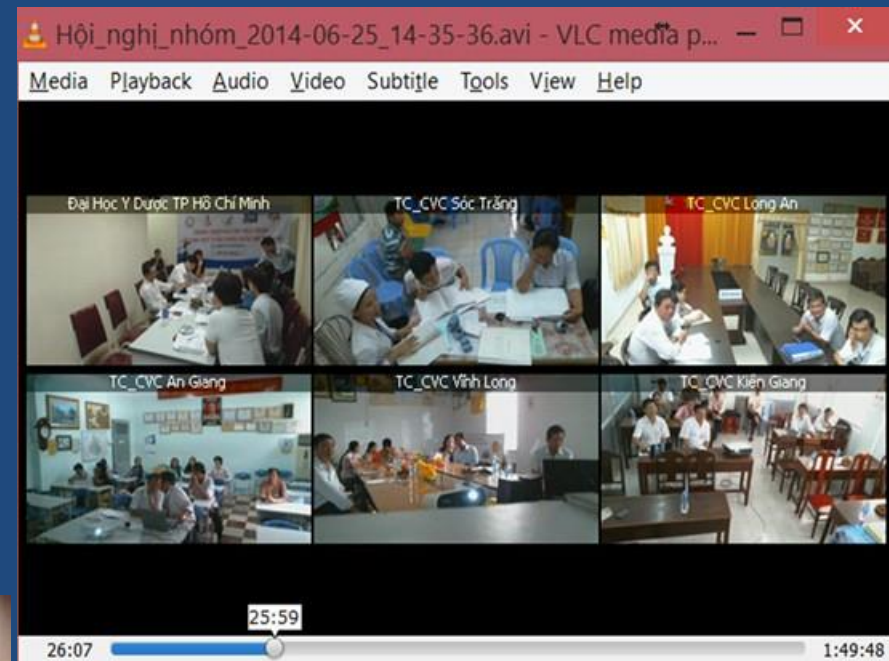 Hội_nghị_nhóm_2014-06-25_14-35-36.avi - VLC media p...
Media Playback Audio Video Subtitle Tools View Help
Đại Học Y Dược TP Hồ Chí Minh
TC_CVC Sóc Trăng
TC_CVC Long An
TC_CVC An Giang
TC_CVC Vĩnh Long
TC_CVC Kiên Giang
25:59
26:07
1:49:48